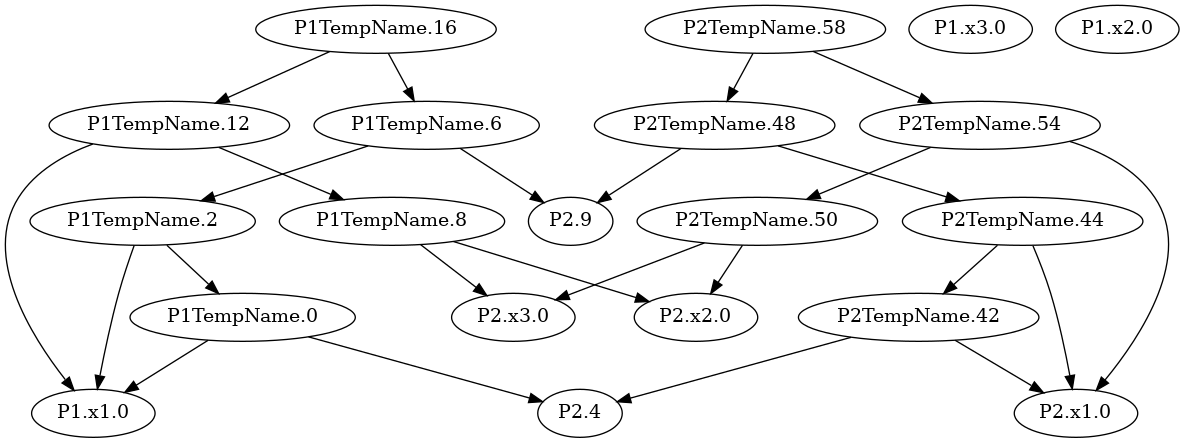 P1TempName.16
P2TempName.58
P1.x3.0
P1.x2.0
P1TempName.12
P1TempName.6
P2TempName.48
P2TempName.54
P1TempName.2
P1TempName.8
P2.9
P2TempName.50
P2TempName.44
P1TempName.0
P2.x3.0
P2.x2.0
P2TempName.42
P1.x1.0
P2.4
P2.x1.0